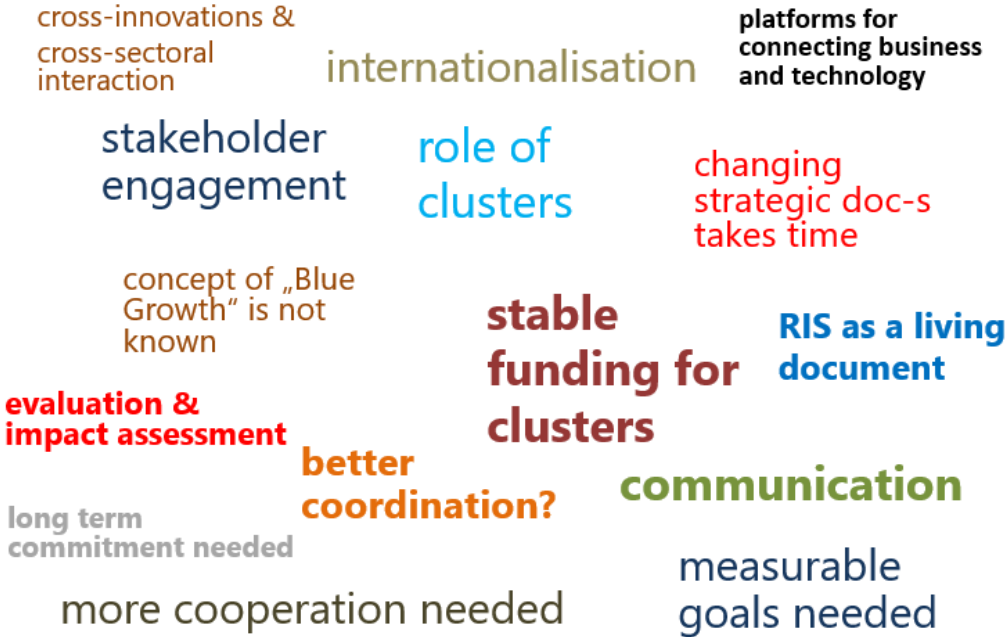 cross-innovations &
cross-sectoral
interaction
internationalisation
platforms for
connecting business
and technology
stakeholder
engagement
role of
clusters
changing
strategic doc-s
takes time
concept of „Blue
Growth“ is not
known
stable
funding for
clusters
RIS as a living
document
evaluation &
impact assessment
better
coordination?
communication
long term
commitment needed
measurable
goals needed
more cooperation needed